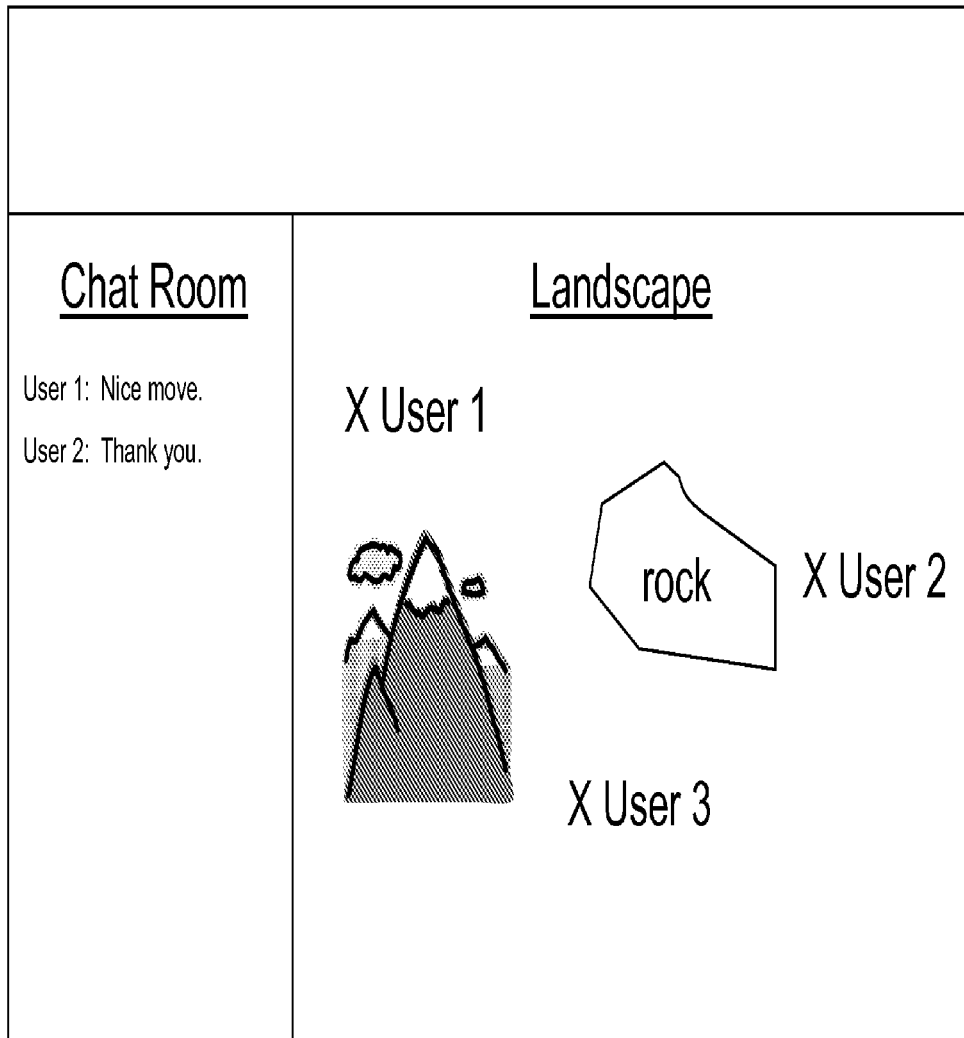 Chat Room
User 1: Nice move.
User 2: Thank you.
Landscape
X User 1
rock
X User 2
X User 3